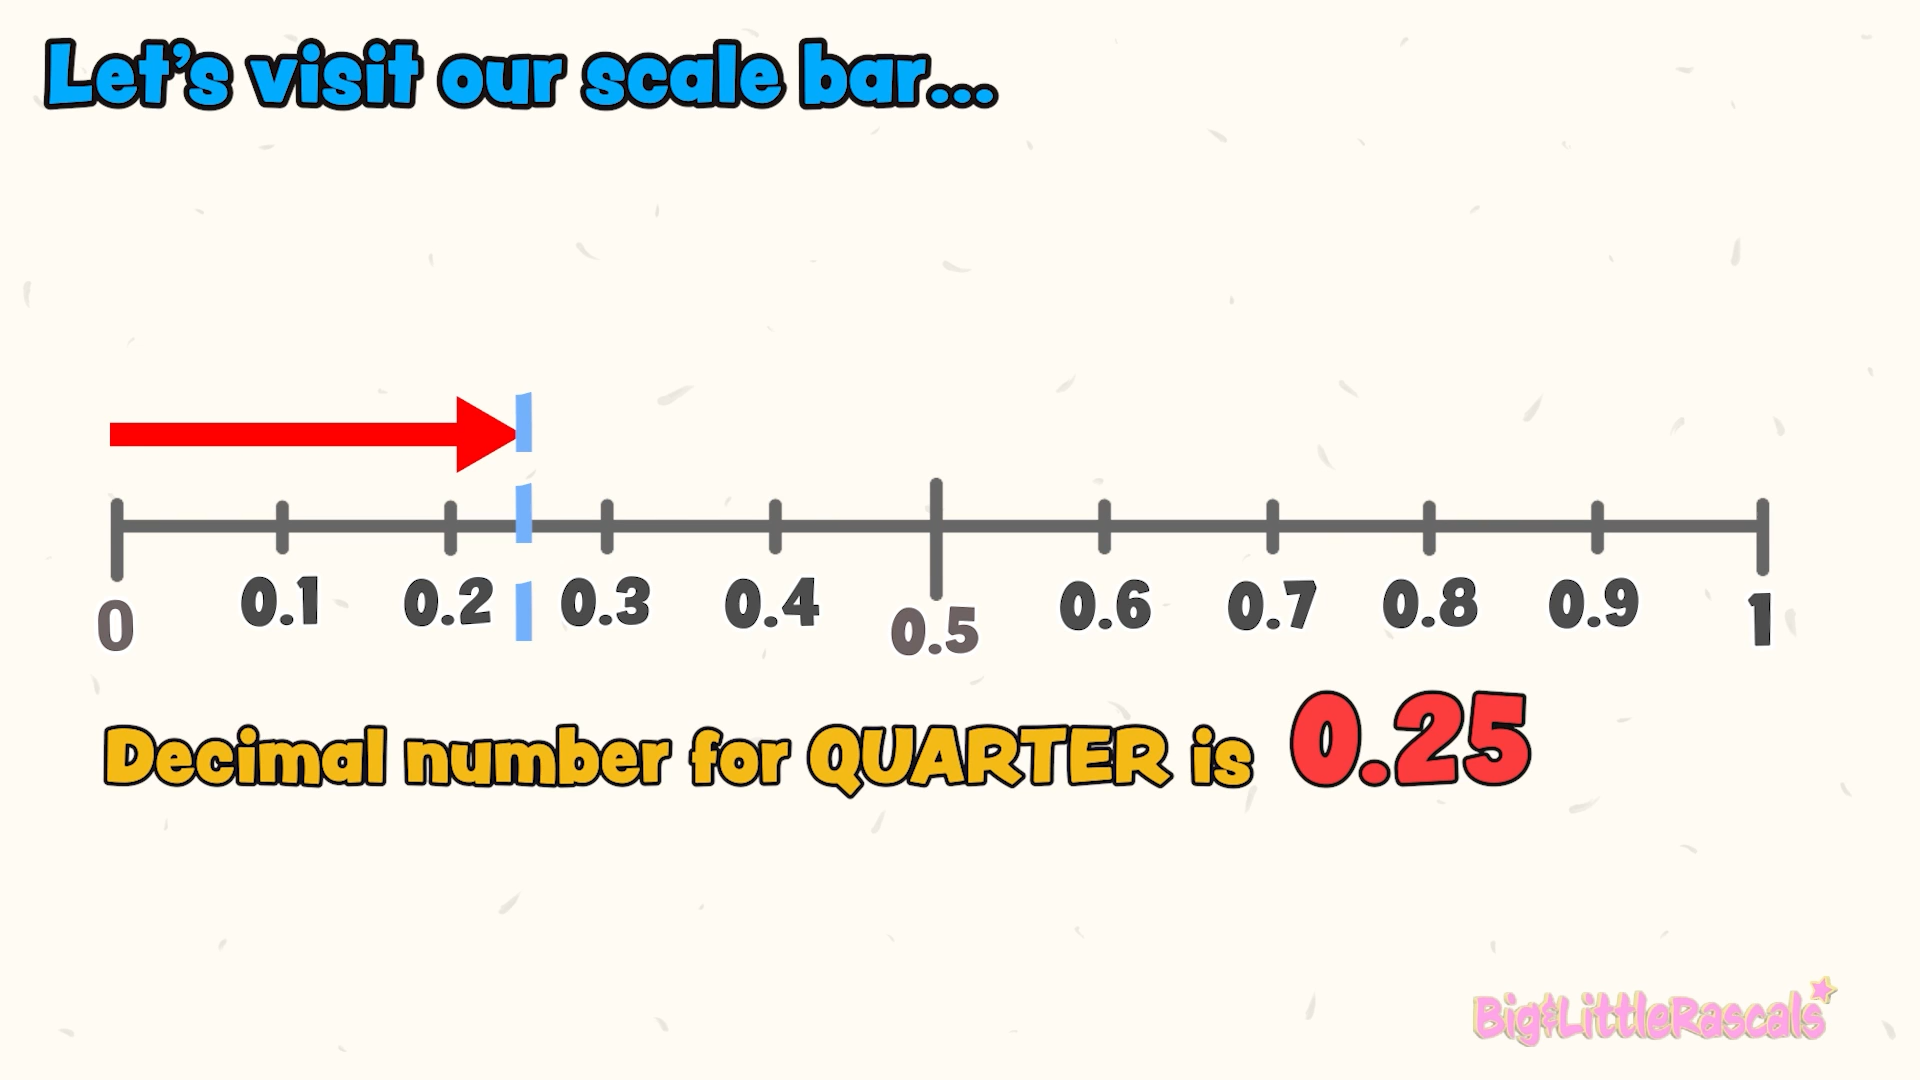 Let's visit our scale bar...
0 0.1 0.2 0.3 0.4 0.5 0.6 0.7 0.8 0.9 1
Decimal number for QUARTER is 0.25
Big&LittleRascals